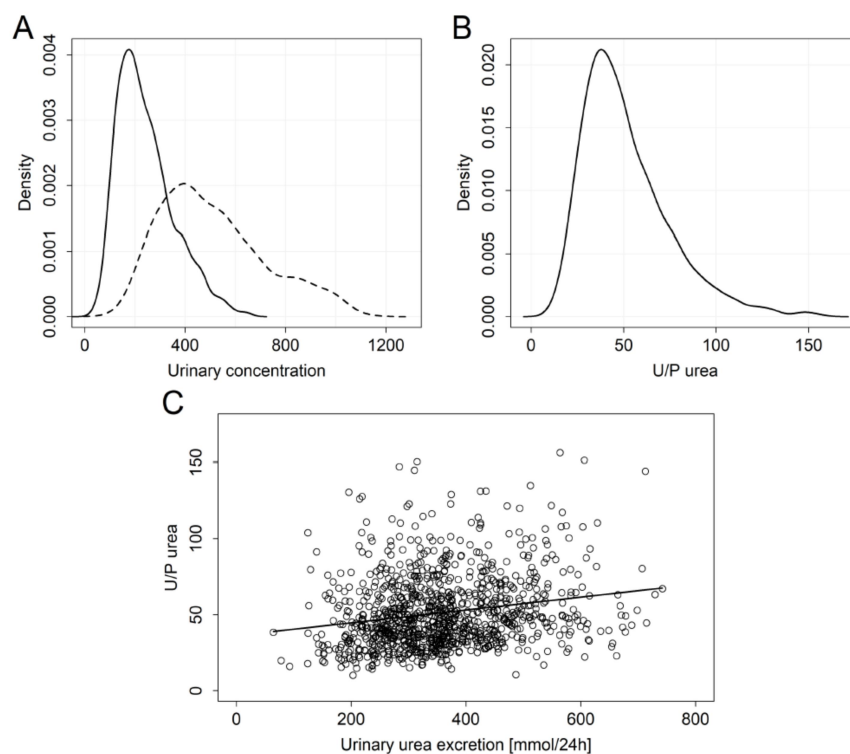 A
0.004
0.003
0.002
0.001
0.000
Density
0 400 800 1200
Urinary concentration
B
0.020
0.015
0.010
0.005
0.000
Density
0 50 100 150
U/P urea
C
150
100
50
0
U/P urea
0 200 400 600 800
Urinary urea excretion [mmol/24h]